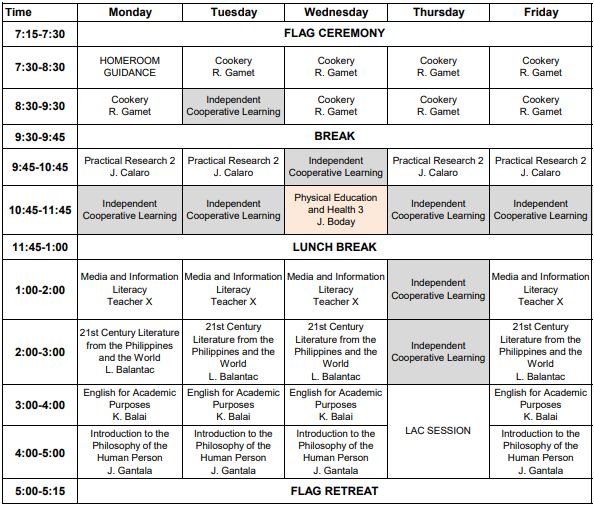 Time Monday Tuesday Wednesday Thursday Friday
7:15-7:30 FLAG CEREMONY
7:30-8:30
HOMEROOM
GUIDANCE
Cookery
R. Gamet
Cookery
R. Gamet
Cookery
R. Gamet
Cookery
R. Gamet
8:30-9:30
Cookery
R. Gamet
Independent
Cooperative Learning
Cookery
R. Gamet
Cookery
R. Gamet
Cookery
R. Gamet
9:30-9:45 BREAK
9:45-10:45
Practical Research 2
J. Calaro
Practical Research 2
J. Calaro
Independent
Cooperative Learning
Practical Research 2
J. Calaro
Practical Research 2
J. Calaro
10:45-11:45
Independent
Cooperative Learning
Independent
Cooperative Learning
Physical Education
and Health 3
J. Boday
Independent
Cooperative Learning
Independent
Cooperative Learning
11:45-1:00 LUNCH BREAK
1:00-2:00
Media and Information
Literacy
Teacher X
Media and Information
Literacy
Teacher X
Media and Information
Literacy
Teacher X
Independent
Cooperative Learning
Media and Information
Literacy
Teacher X
2:00-3:00
21st Century Literature
from the Philippines
and the World
L. Balantac
21st Century
Literature from the
Philippines and the
World
L. Balantac
21st Century
Literature from the
Philippines and the
World
L. Balantac
Independent
Cooperative Learning
21st Century
Literature from the
Philippines and the
World
L. Balantac
3:00-4:00
English for Academic
Purposes
K. Balai
English for Academic
Purposes
K. Balai
English for Academic
Purposes
K. Balai
LAC SESSION
English for Academic
Purposes
K. Balai
4:00-5:00
Introduction to the
Philosophy of the
Human Person
J. Gantala
Introduction to the
Philosophy of the
Human Person
J. Gantala
Introduction to the
Philosophy of the
Human Person
J. Gantala
Introduction to the
Philosophy of the
Human Person
J. Gantala
5:00-5:15 FLAG RETREAT